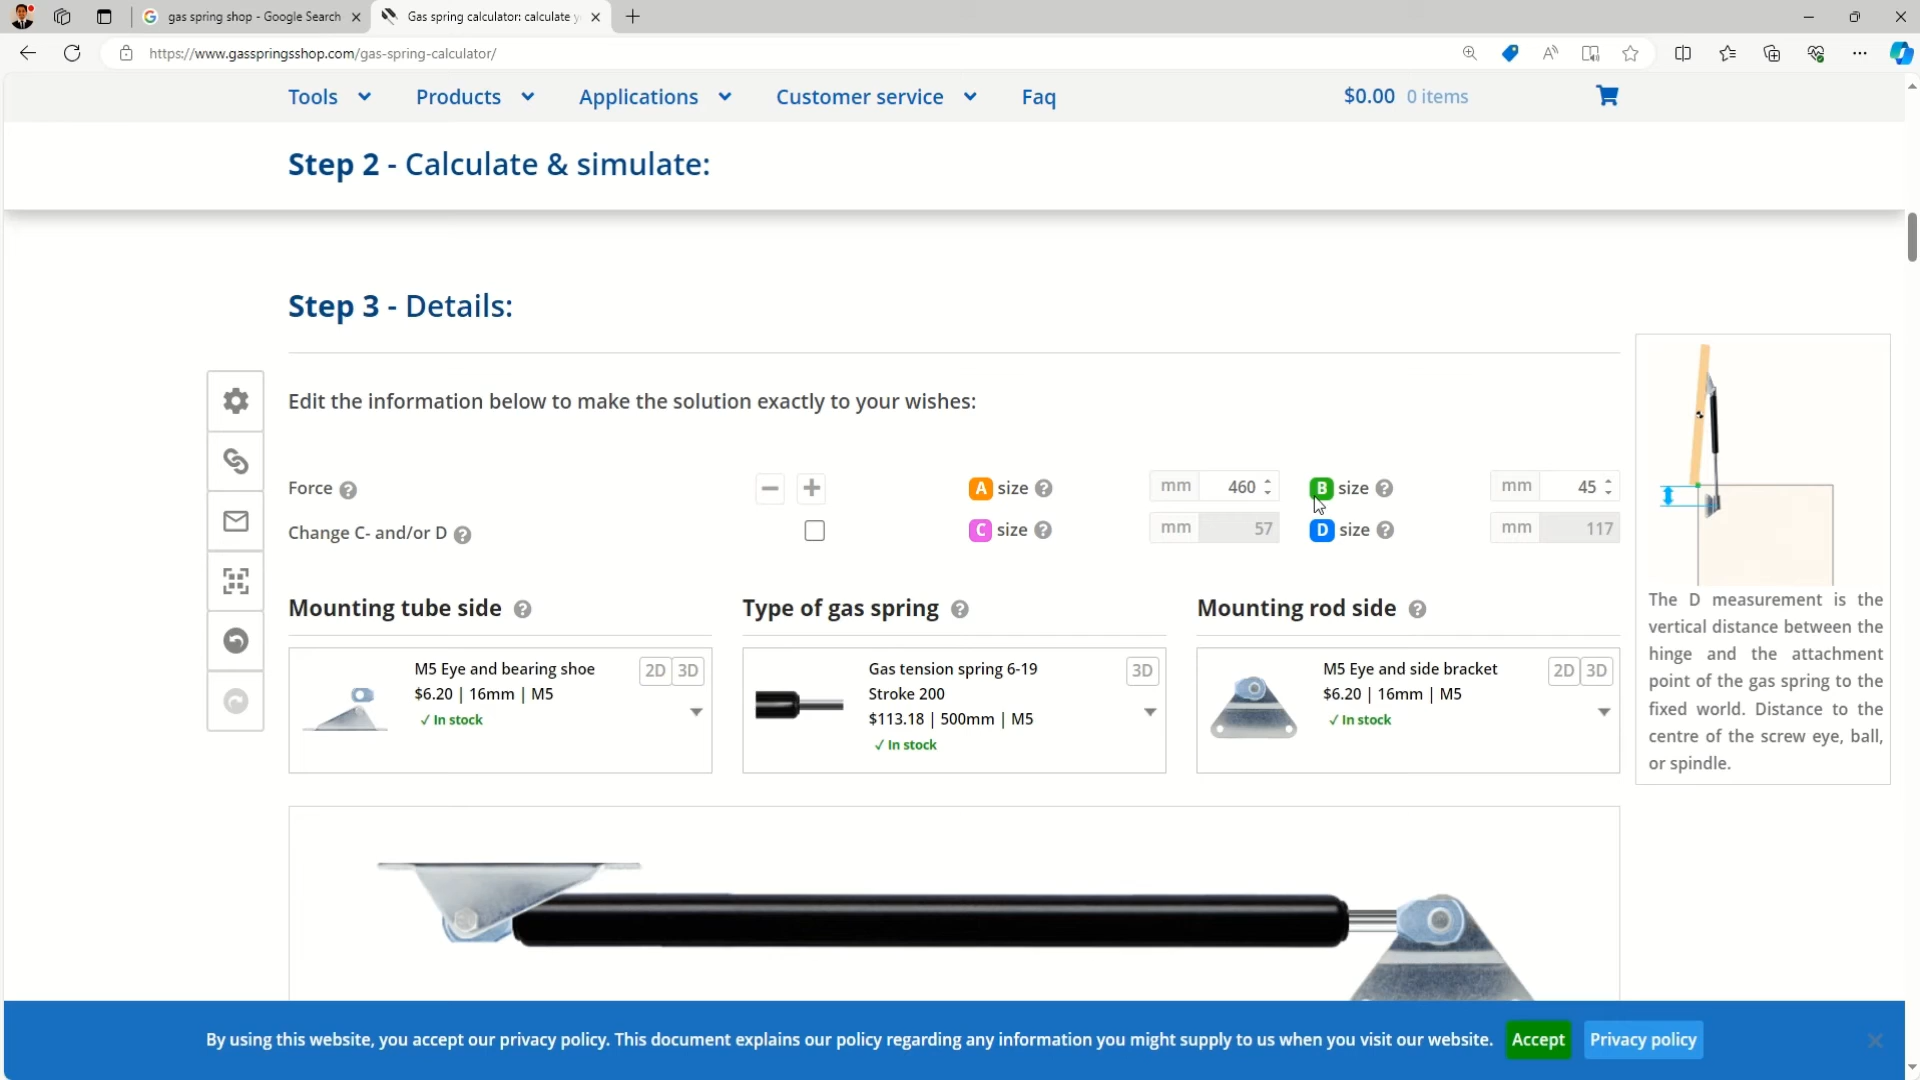 gas spring shop - Google Search
Gas spring calculator: calculate y
https://www.gasspringsshop.com/gas-spring-calculator/
Tools
Products
Applications
Customer service
Faq
$0.00 0 items
Step 2 - Calculate & simulate:
Step 3 - Details:
Edit the information below to make the solution exactly to your wishes:
Force ?
− +
A size ? mm 460
B size ? mm 45
Change C- and/or D ?
C size ? mm 57
D size ? mm 117
Mounting tube side ?
M5 Eye and bearing shoe
$6.20 | 16mm | M5
✓ In stock
2D 3D
Type of gas spring ?
Gas tension spring 6-19
Stroke 200
$113.18 | 500mm | M5
✓ In stock
3D
Mounting rod side ?
M5 Eye and side bracket
$6.20 | 16mm | M5
✓ In stock
2D 3D
The D measurement is the
vertical distance between the
hinge and the attachment
point of the gas spring to the
fixed world. Distance to the
centre of the screw eye, ball,
or spindle.
By using this website, you accept our privacy policy. This document explains our policy regarding any information you might supply to us when you visit our website.
Accept
Privacy policy